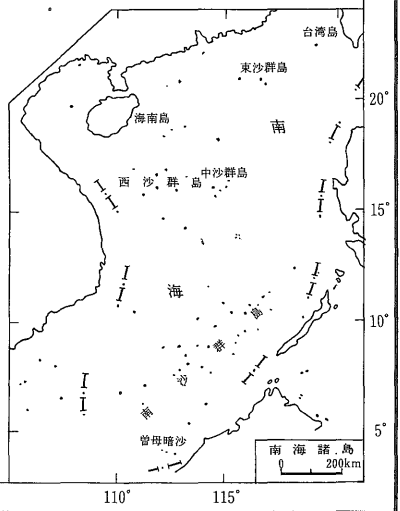 台湾島
東沙群島
20°
南
海南島
中沙群島
西沙群島
15°
海
10°
南沙群島
5°
曽母暗沙
南海諸島
0 200km
110° 115°